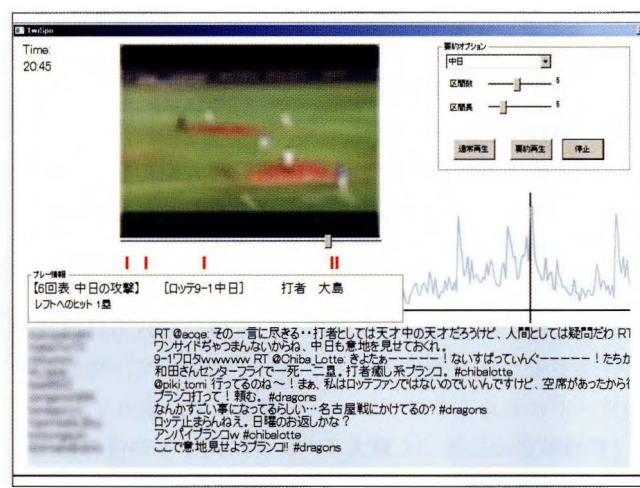 TwiSpo
Time:
20:45
要約オプション
中日
区間数 5
区間長 5
通常再生 要約再生 停止
プレー情報
【6回表 中日の攻撃】 [ロッテ9-1中日] 打者 大島
レフトへのヒット 1塁
RT @aoqe: その一言に尽きる・・打者としては天才中の天才だろうけど、人間としては疑問だわ RT
ワンサイドぢゃつまんないからね、中日も意地を見せておくれ。
9-1ワロタwwwwww RT @Chiba_Lotte: きよたぁーーーーー！ないすばってぃんぐーーーーー！たちか
和田さんセンターフライで一死一二塁。打者癒し系ブランコ。 #chibalotte
@piki_tomi 行ってるのね～！まぁ、私はロッテファンではないのでいいんですけど、空席があったから行
ブランコ打って！頼む。 #dragons
なんかすごい事になってるらしい…名古屋戦にかけてるの? #dragons
ロッテ止まらんねえ。日曜のお返しかな？
アンパイブランコw #chibalotte
ここで意地見せようブランコ!! #dragons